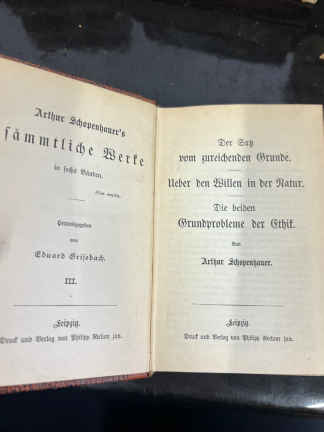 Arthur Schopenhauer's
sämmtliche Werke
in sechs Bänden.
Herausgegeben
von
Eduard Grisebach.
III.
Leipzig.
Druck und Verlag von Philipp Reclam jun.
Der Satz
vom zureichenden Grunde.
Ueber den Willen in der Natur.
Die beiden
Grundprobleme der Ethik.
Von
Arthur Schopenhauer.
Leipzig.
Druck und Verlag von Philipp Reclam jun.